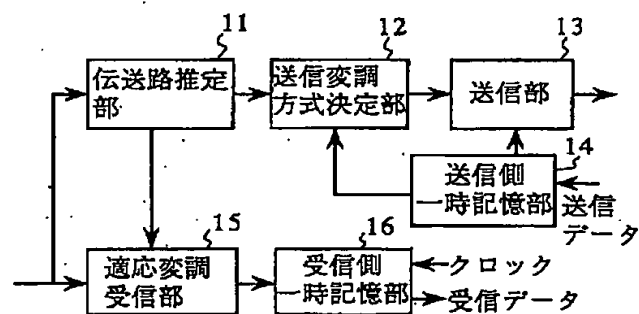 11
伝送路推定
部
12
送信変調
方式決定部
13
送信部
14
送信側
一時記憶部
送信
データ
15
適応変調
受信部
16
受信側
一時記憶部
クロック
受信データ